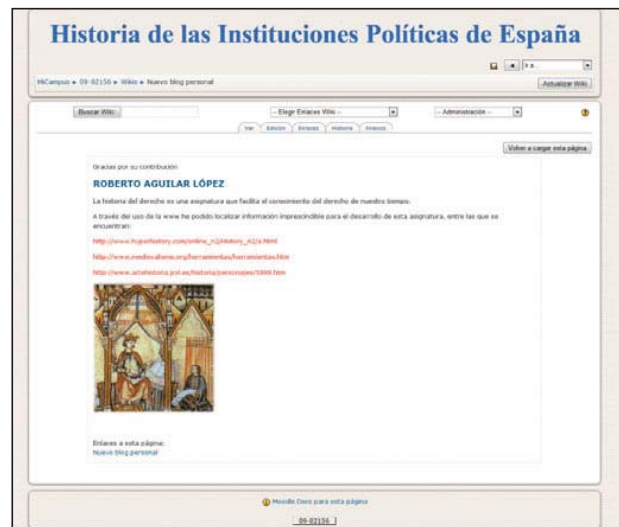 Historia de las Instituciones Políticas de España
Ir a...
MiCampus ► 09-82156 ► Wikis ► Nuevo blog personal
Actualizar Wiki
Buscar Wiki:
-- Elegir Enlaces Wiki --
-- Administración --
Ver
Edición
Enlaces
Historia
Anexos
Volver a cargar esta página
Gracias por su contribución
ROBERTO AGUILAR LÓPEZ
La historia del derecho es una asignatura que facilita el conocimiento del derecho de nuestro tiempo.
A través del uso de la www he podido localizar información imprescindible para el desarrollo de esta asignatura, entre las que se
encuentran:
http://www.hyperhistory.com/online_n2/History_n2/a.html
http://www.medievalismo.org/herramientas/herramientas.htm
http://www.artehistoria.jcyl.es/historia/personajes/5999.htm
Enlaces a esta página:
Nuevo blog personal
Moodle Docs para esta página
09-82156